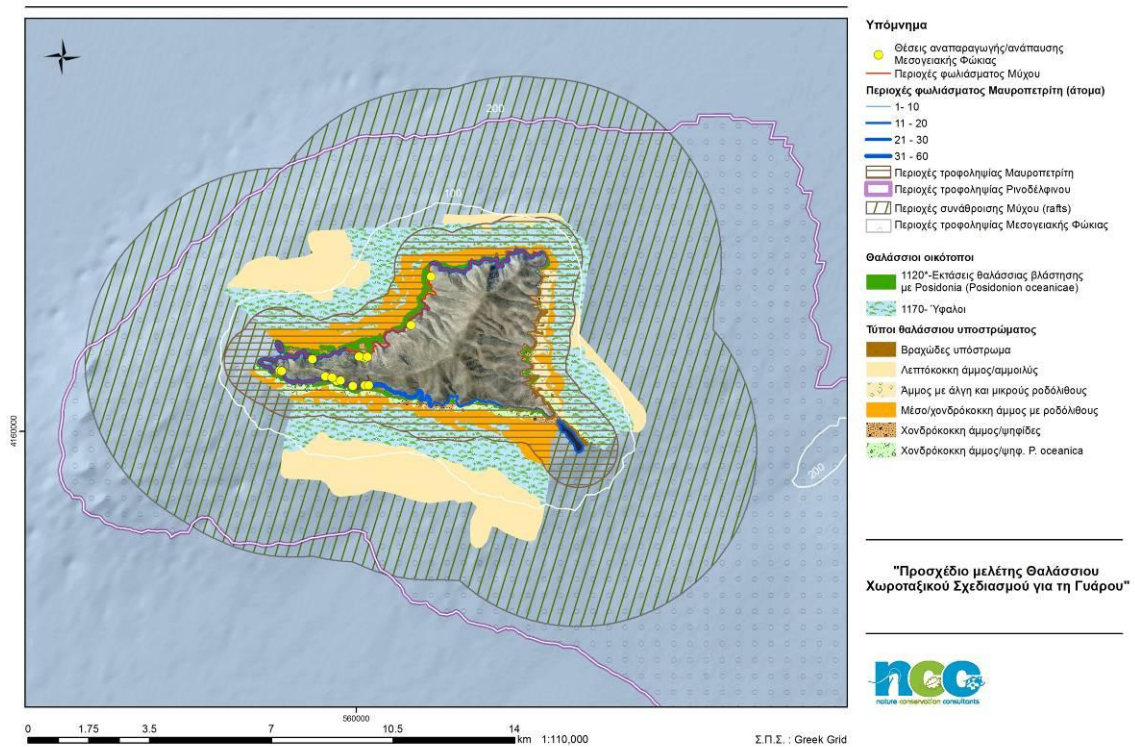 200
100
200
4160000
560000
0 1.75 3.5 7 10.5 14
km 1:110,000
Σ.Π.Σ. : Greek Grid
Υπόμνημα
Θέσεις αναπαραγωγής/ανάπαυσης
Μεσογειακής Φώκιας
Περιοχές φωλιάσματος Μύχου
Περιοχές φωλιάσματος Μαυροπετρίτη (άτομα)
1- 10
11 - 20
21 - 30
31 - 60
Περιοχές τροφοληψίας Μαυροπετρίτη
Περιοχές τροφοληψίας Ρινοδέλφινου
Περιοχές συνάθροισης Μύχου (rafts)
Περιοχές τροφοληψίας Μεσογειακής Φώκιας
Θαλάσσιοι οικότοποι
1120*-Εκτάσεις θαλάσσιας βλάστησης
με Posidonia (Posidonion oceanicae)
1170- Ύφαλοι
Τύποι θαλάσσιου υποστρώματος
Βραχώδες υπόστρωμα
Λεπτόκοκκη άμμος/αμμοιλύς
Άμμος με άλγη και μικρούς ροδόλιθους
Μέσο/χονδρόκοκκη άμμος με ροδόλιθους
Χονδρόκοκκη άμμος/ψηφίδες
Χονδρόκοκκη άμμος/ψηφ. P. oceanica
"Προσχέδιο μελέτης Θαλάσσιου
Χωροταξικού Σχεδιασμού για τη Γυάρου"
ncc
nature conservation consultants